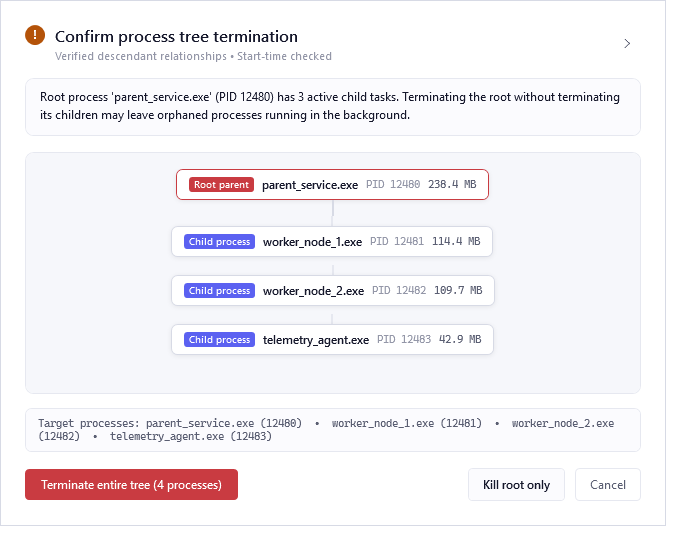 !
Confirm process tree termination
Verified descendant relationships • Start-time checked
Root process 'parent_service.exe' (PID 12480) has 3 active child tasks. Terminating the root without terminating
its children may leave orphaned processes running in the background.
Root parent parent_service.exe PID 12480 238.4 MB
Child process worker_node_1.exe PID 12481 114.4 MB
Child process worker_node_2.exe PID 12482 109.7 MB
Child process telemetry_agent.exe PID 12483 42.9 MB
Target processes: parent_service.exe (12480) • worker_node_1.exe (12481) • worker_node_2.exe
(12482) • telemetry_agent.exe (12483)
Terminate entire tree (4 processes) Kill root only Cancel